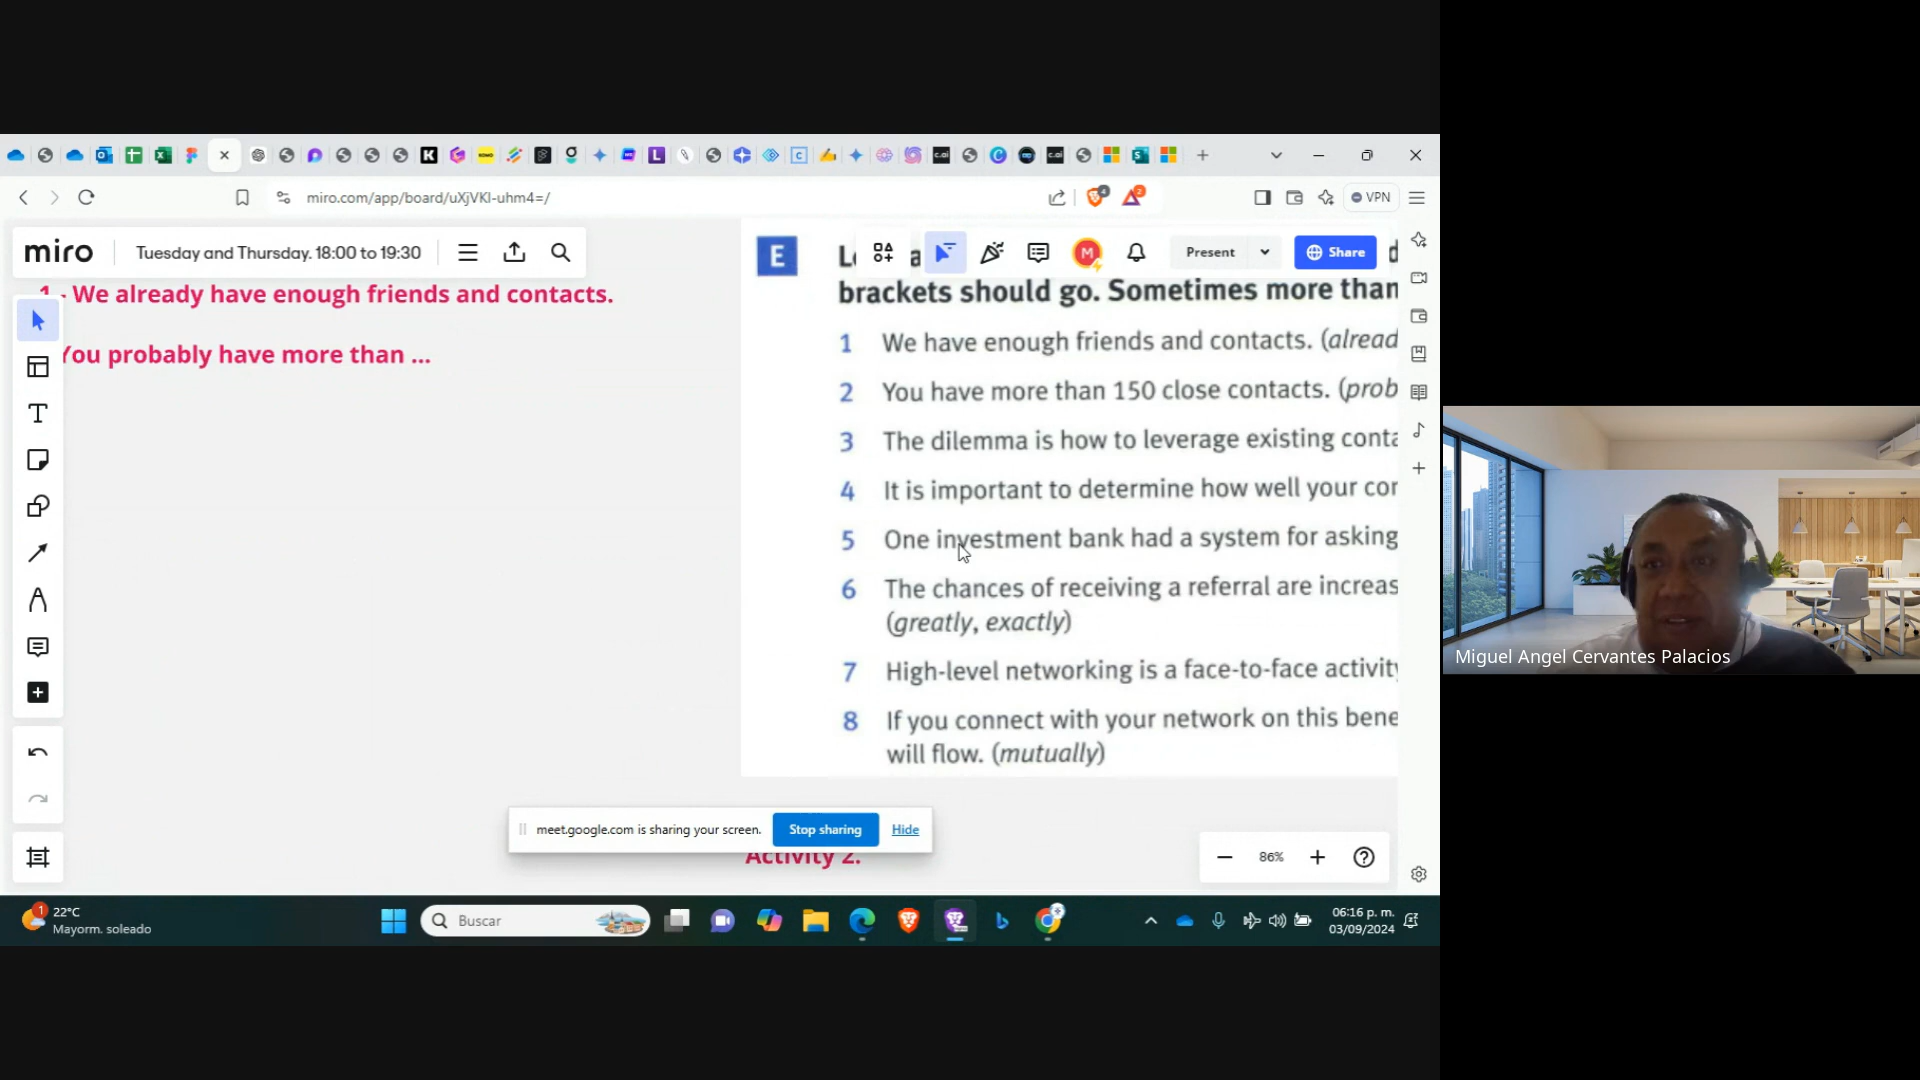 miro.com/app/board/uXjVKI-uhm4=/
VPN
miro
Tuesday and Thursday. 18:00 to 19:30
Present
Share
1 - We already have enough friends and contacts.
You probably have more than ...
E
brackets should go. Sometimes more than
1 We have enough friends and contacts. (alread
2 You have more than 150 close contacts. (prob
3 The dilemma is how to leverage existing conta
4 It is important to determine how well your cor
5 One investment bank had a system for asking
6 The chances of receiving a referral are increas
(greatly, exactly)
7 High-level networking is a face-to-face activity
8 If you connect with your network on this bene
will flow. (mutually)
meet.google.com is sharing your screen.
Stop sharing
Hide
Activity 2.
86%
22°C
Mayorm. soleado
Buscar
06:16 p. m.
03/09/2024
Miguel Angel Cervantes Palacios